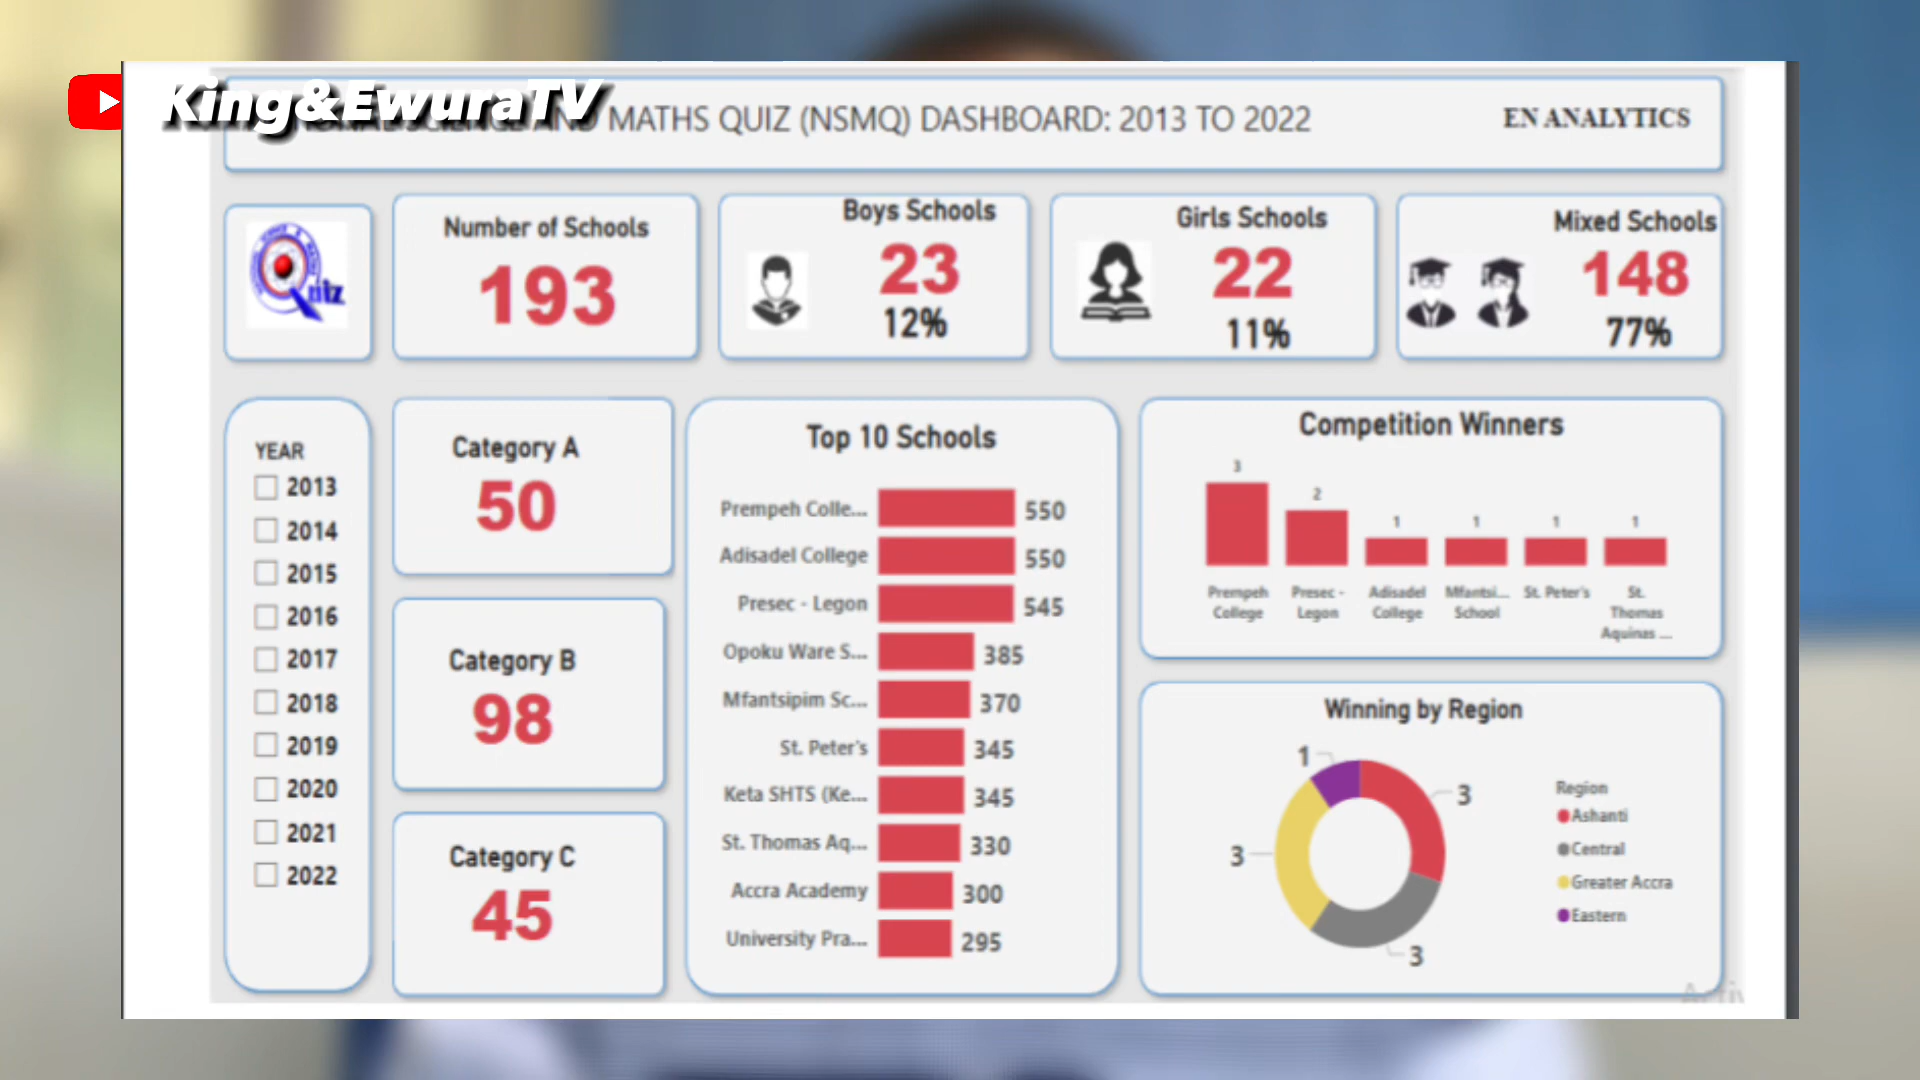 King&EwuraTV
MATHS QUIZ (NSMQ) DASHBOARD: 2013 TO 2022
EN ANALYTICS
Number of Schools
193
Boys Schools
23
12%
Girls Schools
22
11%
Mixed Schools
148
77%
YEAR
2013
2014
2015
2016
2017
2018
2019
2020
2021
2022
Category A
50
Category B
98
Category C
45
Top 10 Schools
Prempeh Colle... 550
Adisadel College 550
Presec - Legon 545
Opoku Ware S... 385
Mfantsipim Sc... 370
St. Peter's 345
Keta SHTS (Ke... 345
St. Thomas Aq... 330
Accra Academy 300
University Pra... 295
Competition Winners
3
2
1
1
1
1
Prempeh College
Presec - Legon
Adisadel College
Mfantsi... School
St. Peter's
St. Thomas Aquinas ...
Winning by Region
1
3
3
3
Region
Ashanti
Central
Greater Accra
Eastern